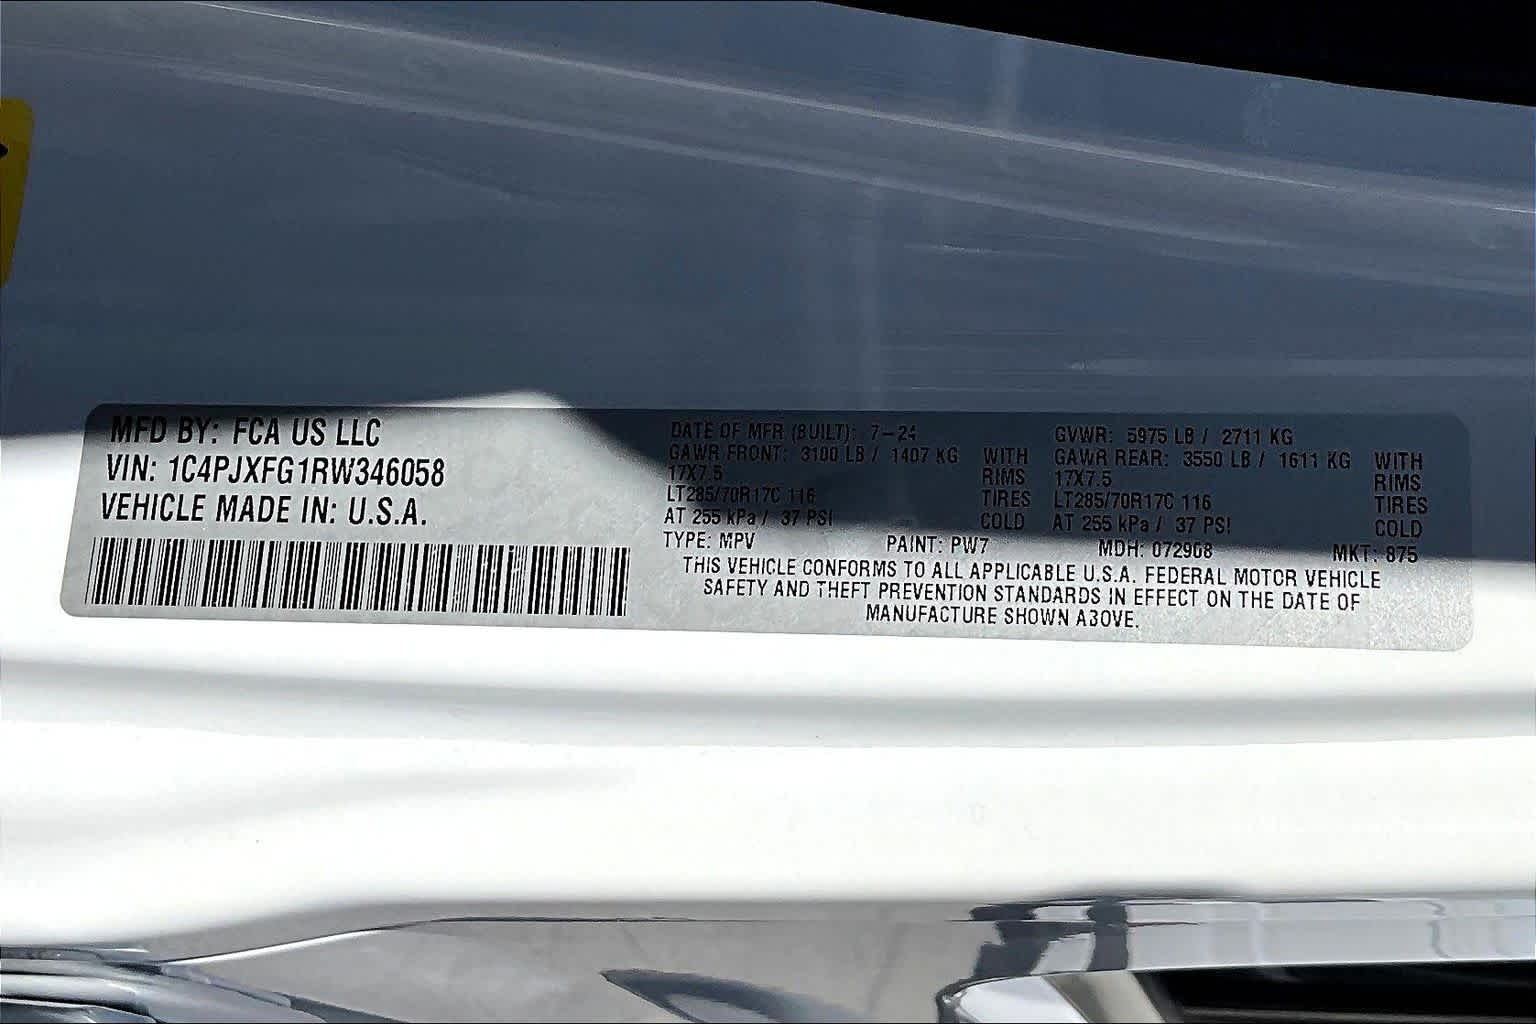 MFD BY: FCA US LLC
VIN: 1C4PJXFG1RW346058
VEHICLE MADE IN: U.S.A.
DATE OF MFR (BUILT): 7-24
GAWR FRONT: 3100 LB / 1407 KG WITH
17X7.5 RIMS
LT285/70R17C 116 TIRES
AT 255 kPa / 37 PSI COLD
GVWR: 5975 LB / 2711 KG
GAWR REAR: 3550 LB / 1611 KG WITH
17X7.5 RIMS
LT285/70R17C 116 TIRES
AT 255 kPa / 37 PSI COLD
TYPE: MPV PAINT: PW7 MDH: 072908 MKT: 875
THIS VEHICLE CONFORMS TO ALL APPLICABLE U.S.A. FEDERAL MOTOR VEHICLE
SAFETY AND THEFT PREVENTION STANDARDS IN EFFECT ON THE DATE OF
MANUFACTURE SHOWN ABOVE.